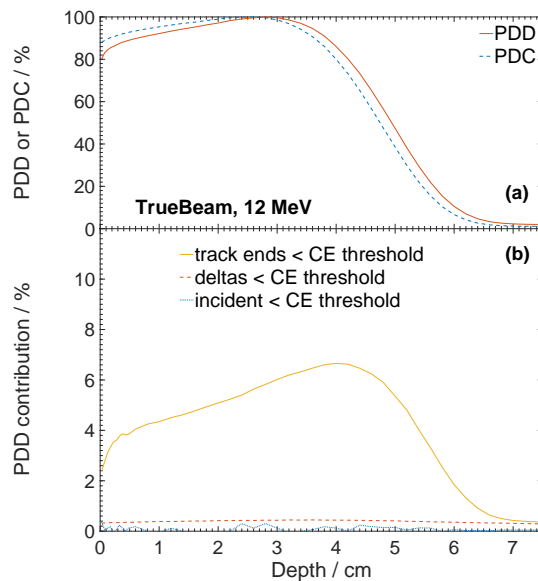 100
80
60
40
20
0
PDD or PDC / %
PDD
PDC
(a)
TrueBeam, 12 MeV
(b)
track ends < CE threshold
deltas < CE threshold
incident < CE threshold
10
8
6
4
2
0
PDD contribution / %
0 1 2 3 4 5 6 7
Depth / cm